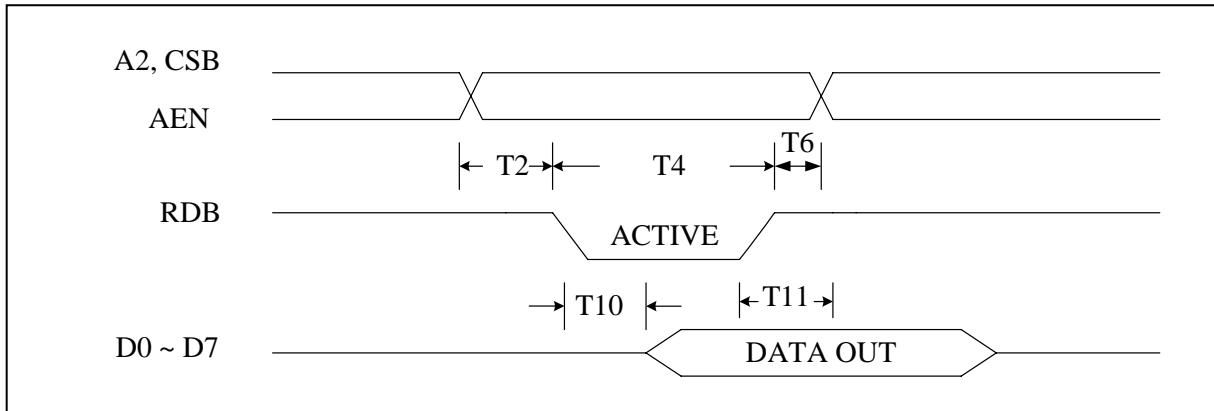 A2, CSB
AEN
T2
T4
T6
RDB
ACTIVE
T10
T11
D0 ~ D7
DATA OUT